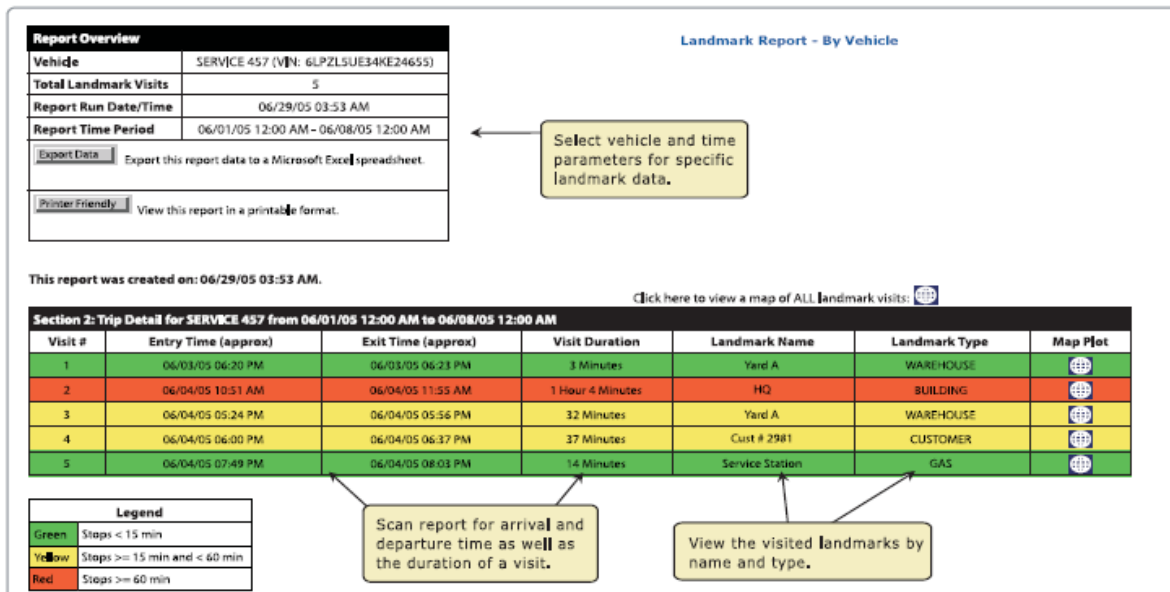 Report Overview
Landmark Report - By Vehicle
Vehicle SERVICE 457 (VIN: 6LPZL5UE34KE24655)
Total Landmark Visits 5
Report Run Date/Time 06/29/05 03:53 AM
Report Time Period 06/01/05 12:00 AM - 06/08/05 12:00 AM
Export Data Export this report data to a Microsoft Excel spreadsheet.
Printer Friendly View this report in a printable format.
Select vehicle and time
parameters for specific
landmark data.
This report was created on: 06/29/05 03:53 AM.
Click here to view a map of ALL landmark visits:
Section 2: Trip Detail for SERVICE 457 from 06/01/05 12:00 AM to 06/08/05 12:00 AM
Visit # Entry Time (approx) Exit Time (approx) Visit Duration Landmark Name Landmark Type Map Plot
1 06/03/05 06:20 PM 06/03/05 06:23 PM 3 Minutes Yard A WAREHOUSE
2 06/04/05 10:51 AM 06/04/05 11:55 AM 1 Hour 4 Minutes HQ BUILDING
3 06/04/05 05:24 PM 06/04/05 05:56 PM 32 Minutes Yard A WAREHOUSE
4 06/04/05 06:00 PM 06/04/05 06:37 PM 37 Minutes Cust # 2981 CUSTOMER
5 06/04/05 07:49 PM 06/04/05 08:03 PM 14 Minutes Service Station GAS
Legend
Green Stops < 15 min
Yellow Stops >= 15 min and < 60 min
Red Stops >= 60 min
Scan report for arrival and
departure time as well as
the duration of a visit.
View the visited landmarks by
name and type.